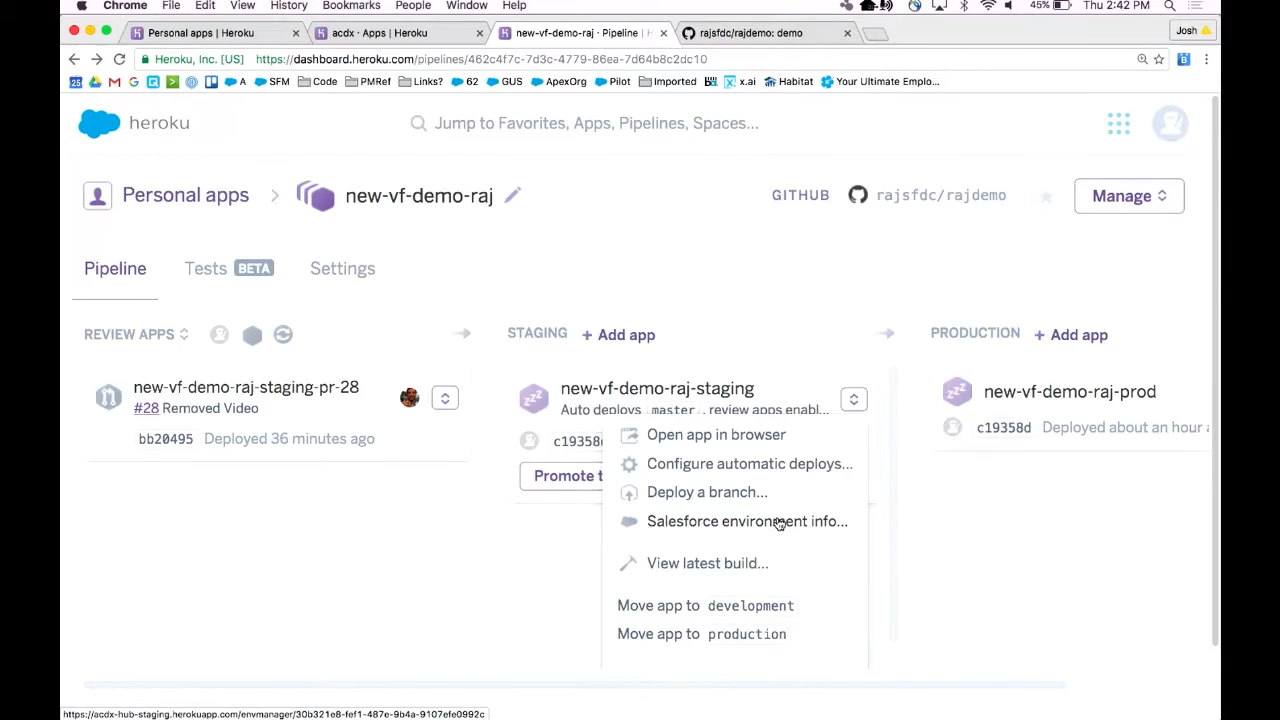 Chrome File Edit View History Bookmarks People Window Help 45% Thu 2:42 PM
Personal apps | Heroku acdx · Apps | Heroku new-vf-demo-raj · Pipeline | H rajsfdc/rajdemo: demo Josh
Heroku, Inc. [US] https://dashboard.heroku.com/pipelines/462c4f7c-7d3c-4779-86ea-7d64b8c2dc10
A SFM Code PMRef Links? 62 GUS ApexOrg Pilot Imported x.ai Habitat Your Ultimate Emplo...
heroku Jump to Favorites, Apps, Pipelines, Spaces...
Personal apps > new-vf-demo-raj GITHUB rajsfdc/rajdemo Manage
Pipeline Tests BETA Settings
REVIEW APPS STAGING + Add app PRODUCTION + Add app
new-vf-demo-raj-staging-pr-28
#28 Removed Video
bb20495 Deployed 36 minutes ago
new-vf-demo-raj-staging
Auto deploys master, review apps enabl...
c19358d
Promote t
new-vf-demo-raj-prod
c19358d Deployed about an hour a
Open app in browser
Configure automatic deploys...
Deploy a branch...
Salesforce environment info...
View latest build...
Move app to development
Move app to production
https://acdx-hub-staging.herokuapp.com/envmanager/30b321e8-fef1-487e-9b4a-9107efe0992c